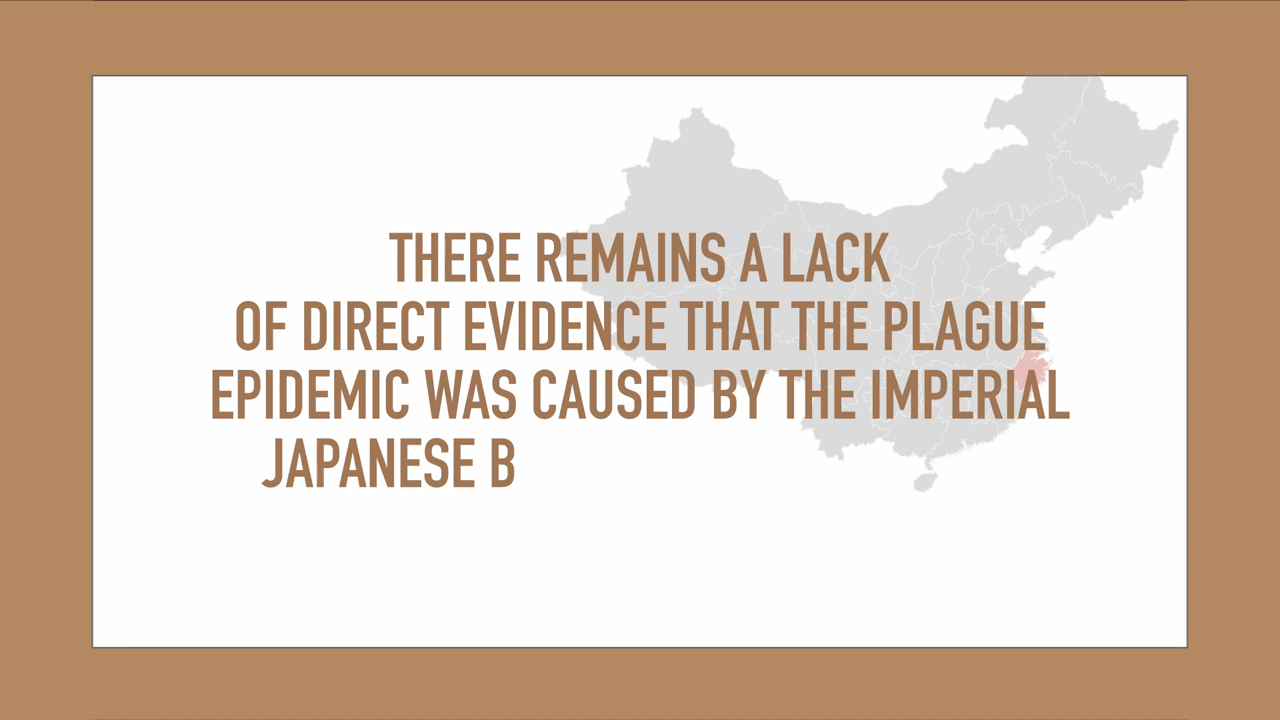 THERE REMAINS A LACK
OF DIRECT EVIDENCE THAT THE PLAGUE
EPIDEMIC WAS CAUSED BY THE IMPERIAL
JAPANESE B